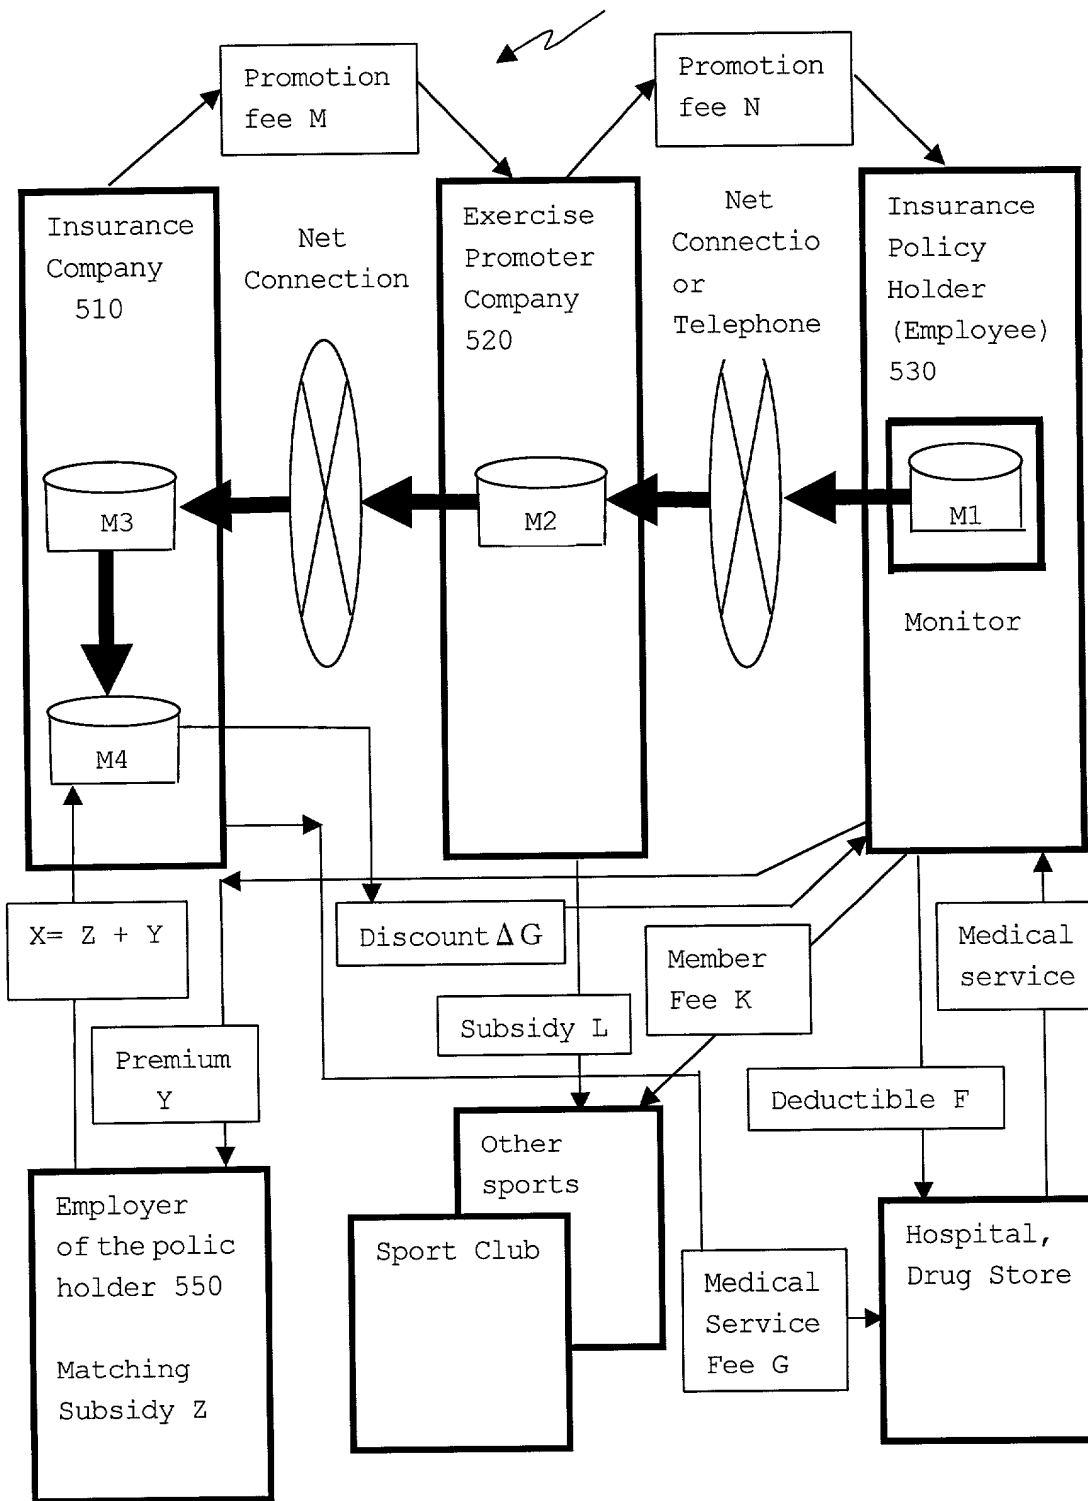 Promotion
fee M
Promotion
fee N
Insurance
Company
510
Net
Connection
Exercise
Promoter
Company
520
Net
Connectio
or
Telephone
Insurance
Policy
Holder
(Employee)
530
M3
M2
M1
Monitor
M4
X= Z + Y
Discount ΔG
Member
Fee K
Medical
service
Subsidy L
Premium
Y
Deductible F
Other
sports
Employer
of the polic
holder 550
Matching
Subsidy Z
Sport Club
Medical
Service
Fee G
Hospital,
Drug Store